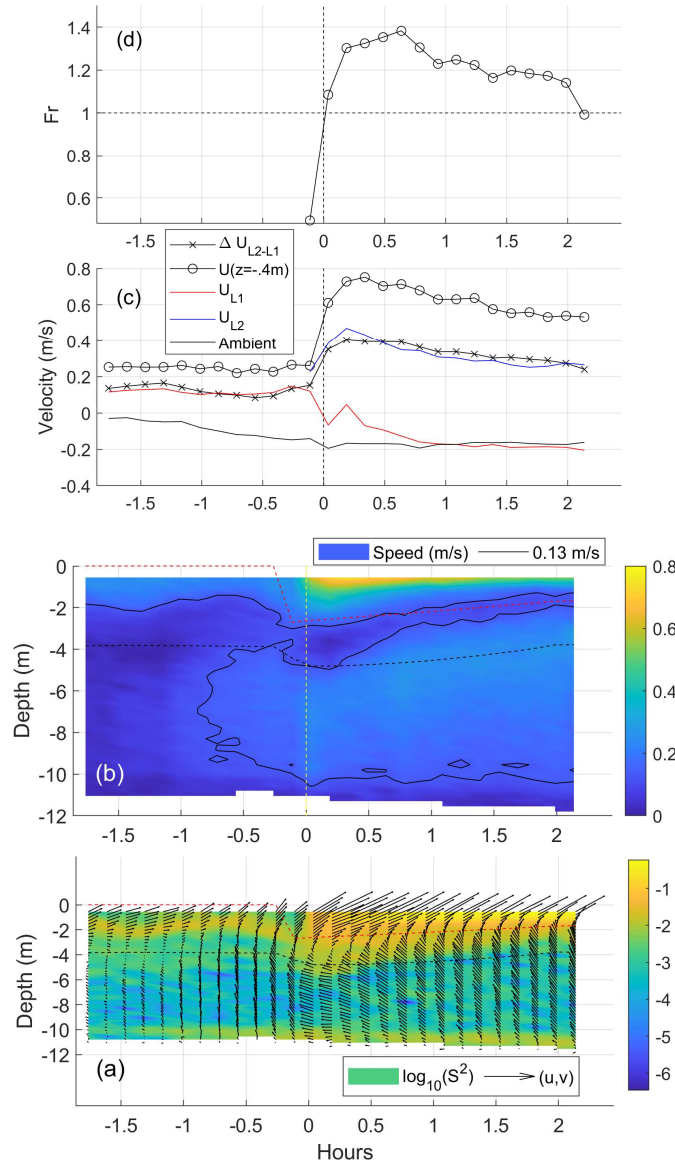 (d)
1.4
1.2
1
0.8
0.6
Fr
-1.5
0
0.5
1
1.5
2
Δ U_L2-L1
U(z=-.4m)
U_L1
U_L2
Ambient
(c)
0.8
0.6
0.4
0.2
0
-0.2
-0.4
Velocity (m/s)
-1.5 -1 -0.5 0 0.5 1 1.5 2
Speed (m/s) 0.13 m/s
0
-2
-4
-6
-8
-10
-12
Depth (m)
(b)
-1.5 -1 -0.5 0 0.5 1 1.5 2
0.8
0.6
0.4
0.2
0
0
-2
-4
-6
-8
-10
-12
Depth (m)
(a)
log10(S²) (u,v)
-1.5 -1 -0.5 0 0.5 1 1.5 2
Hours
-1
-2
-3
-4
-5
-6